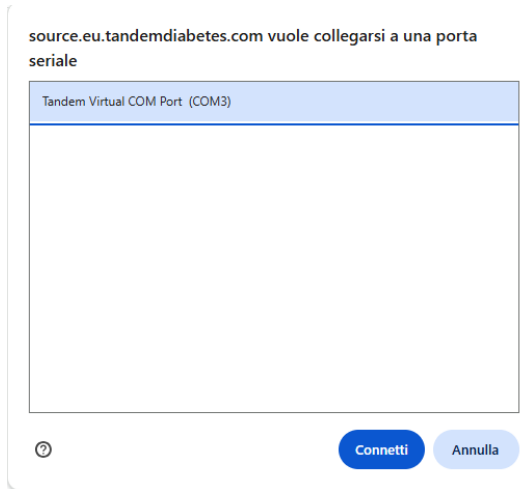 source.eu.tandemdiabetes.com vuole collegarsi a una porta
seriale
Tandem Virtual COM Port (COM3)
?
Connetti
Annulla